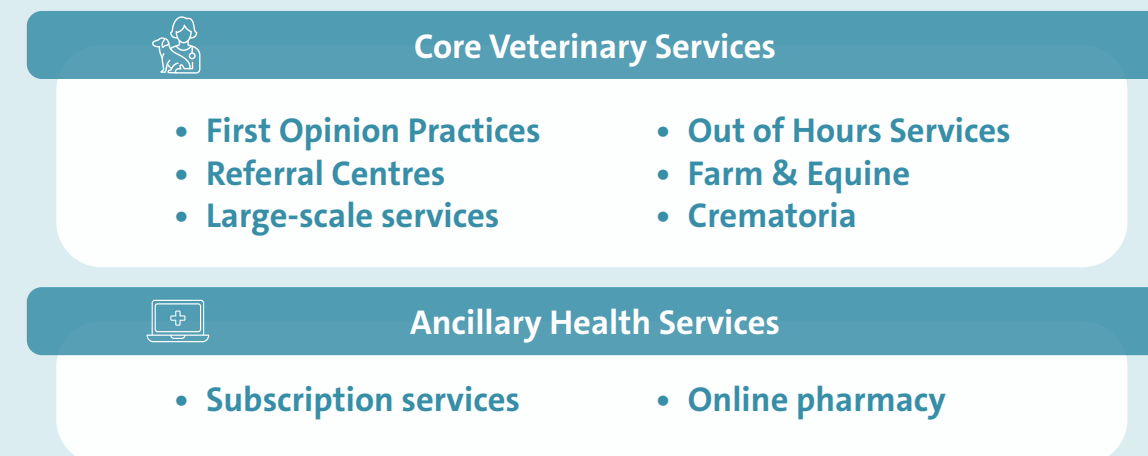 Core Veterinary Services
• First Opinion Practices
• Referral Centres
• Large-scale services
• Out of Hours Services
• Farm & Equine
• Crematoria
Ancillary Health Services
• Subscription services
• Online pharmacy